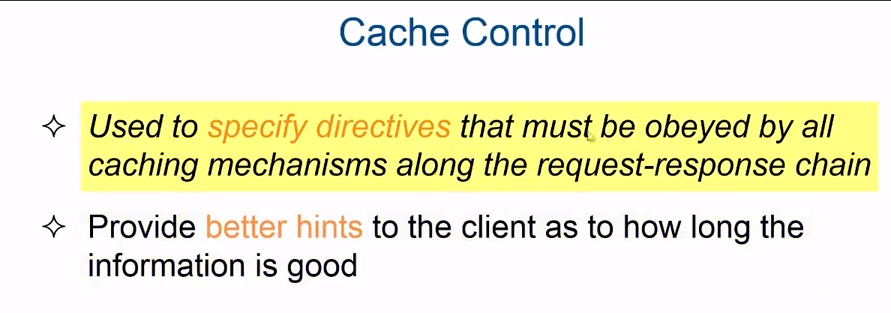 Cache Control
Used to specify directives that must be obeyed by all
caching mechanisms along the request-response chain
Provide better hints to the client as to how long the
information is good